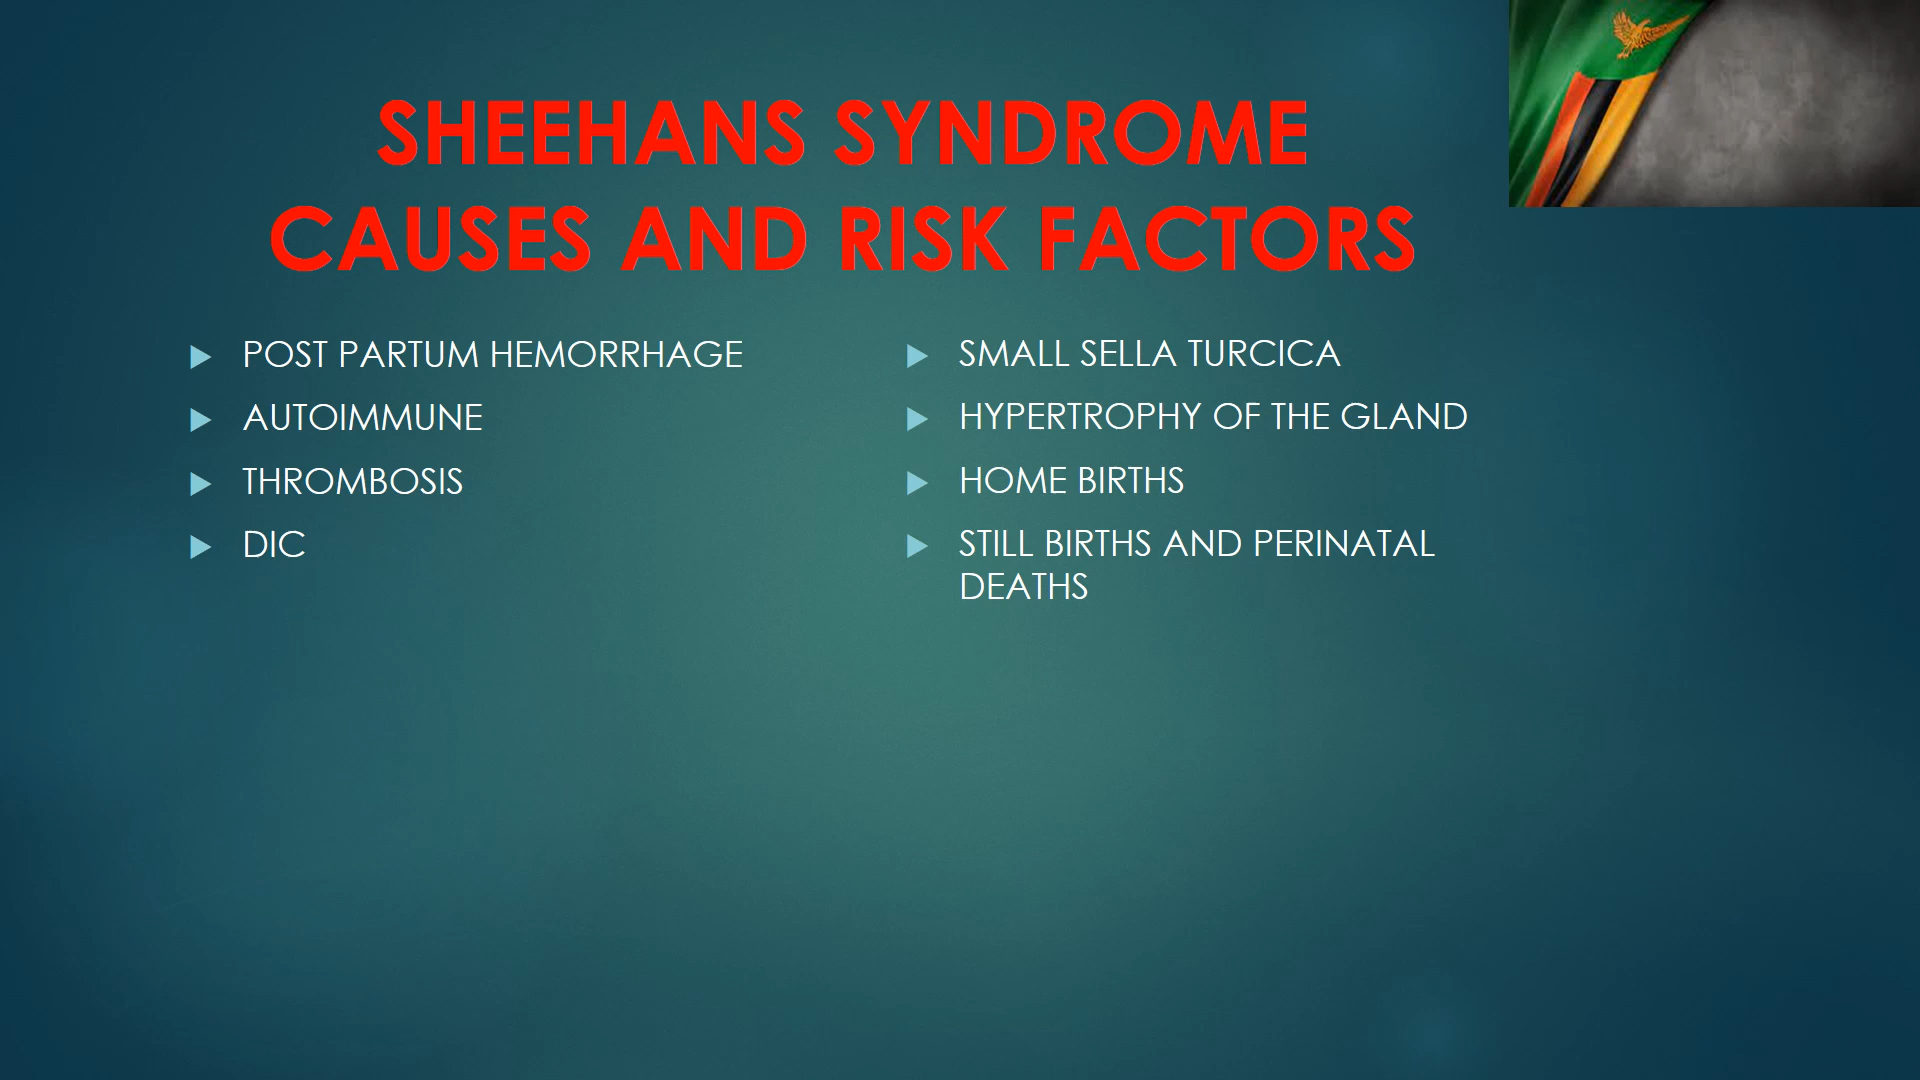 SHEEHANS SYNDROME
CAUSES AND RISK FACTORS
POST PARTUM HEMORRHAGE
AUTOIMMUNE
THROMBOSIS
DIC
SMALL SELLA TURCICA
HYPERTROPHY OF THE GLAND
HOME BIRTHS
STILL BIRTHS AND PERINATAL
DEATHS